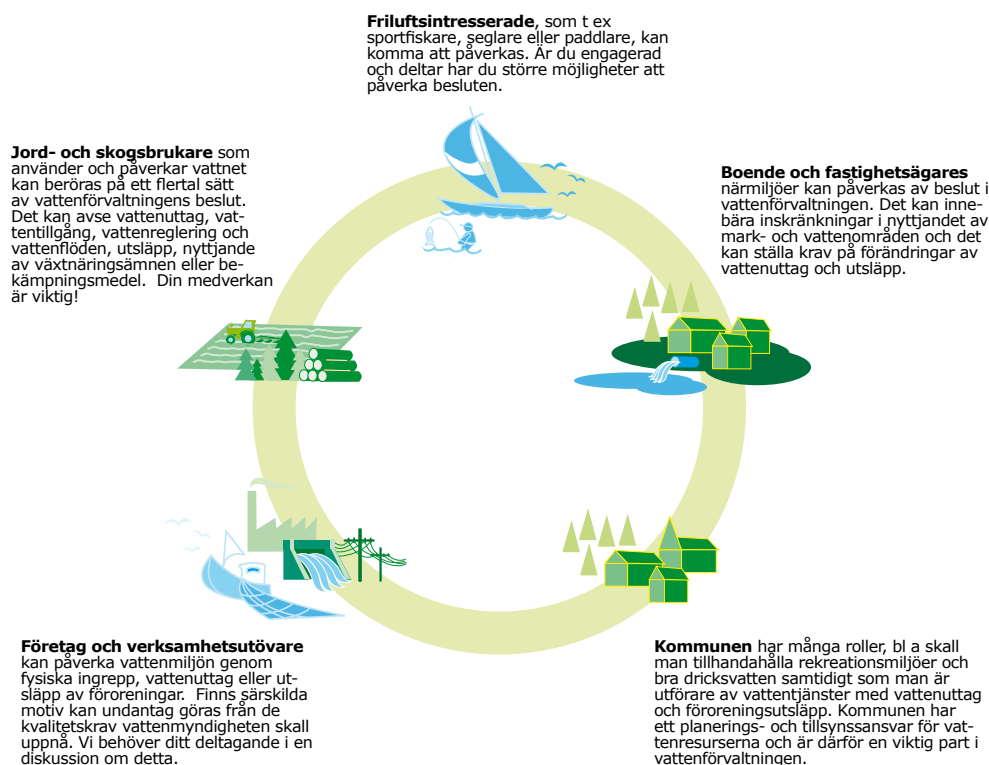 Friluftsintresserade, som t ex
sportfiskare, seglare eller paddlare, kan
komma att påverkas. Är du engagerad
och deltar har du större möjligheter att
påverka besluten.
Jord- och skogsbrukare som
använder och påverkar vattnet
kan beröras på ett flertal sätt
av vattenförvaltningens beslut.
Det kan avse vattenuttag, vat-
tentillgång, vattenreglering och
vattenflöden, utsläpp, nyttjande
av växtnäringsämnen eller be-
kämpningsmedel.  Din medverkan
är viktig!
Boende och fastighetsägares
närmiljöer kan påverkas av beslut i
vattenförvaltningen. Det kan inne-
bära inskränkningar i nyttjandet av
mark- och vattenområden och det
kan ställa krav på förändringar av
vattenuttag och utsläpp.
Företag och verksamhetsutövare
kan påverka vattenmiljön genom
fysiska ingrepp, vattenuttag eller ut-
släpp av föroreningar.  Finns särskilda
motiv kan undantag göras från de
kvalitetskrav vattenmyndigheten skall
uppnå. Vi behöver ditt deltagande i en
diskussion om detta.
Kommunen har många roller, bl a skall
man tillhandahålla rekreationsmiljöer och
bra dricksvatten samtidigt som man är
utförare av vattentjänster med vattenuttag
och föroreningsutsläpp. Kommunen har
ett planerings- och tillsynssansvar för vat-
tenresurserna och är därför en viktig part i
vattenförvaltningen.